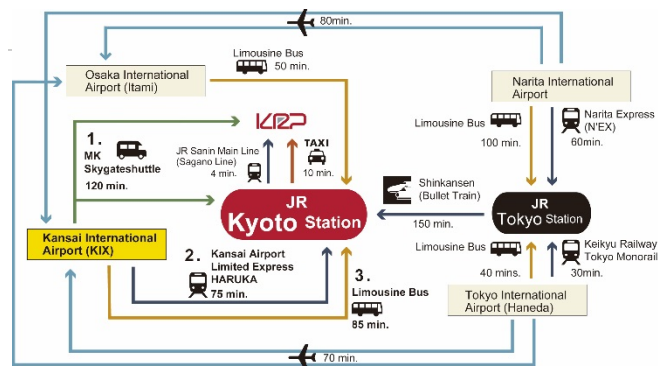 80min.
Limousine Bus
50 min.
Osaka International
Airport (Itami)
Narita International
Airport
KRP
1.
MK
Skygateshuttle
120 min.
JR Sanin Main Line
(Sagano Line)
4 min.
TAXI
10 min.
Limousine Bus
100 min.
Narita Express
(N'EX)
60min.
JR
Kyoto Station
Shinkansen
(Bullet Train)
150 min.
JR
Tokyo Station
Kansai International
Airport (KIX)
2.
Kansai Airport
Limited Express
HARUKA
75 min.
3.
Limousine Bus
85 min.
Limousine Bus
40 mins.
Keikyu Railway
Tokyo Monorail
30min.
Tokyo International
Airport (Haneda)
70 min.